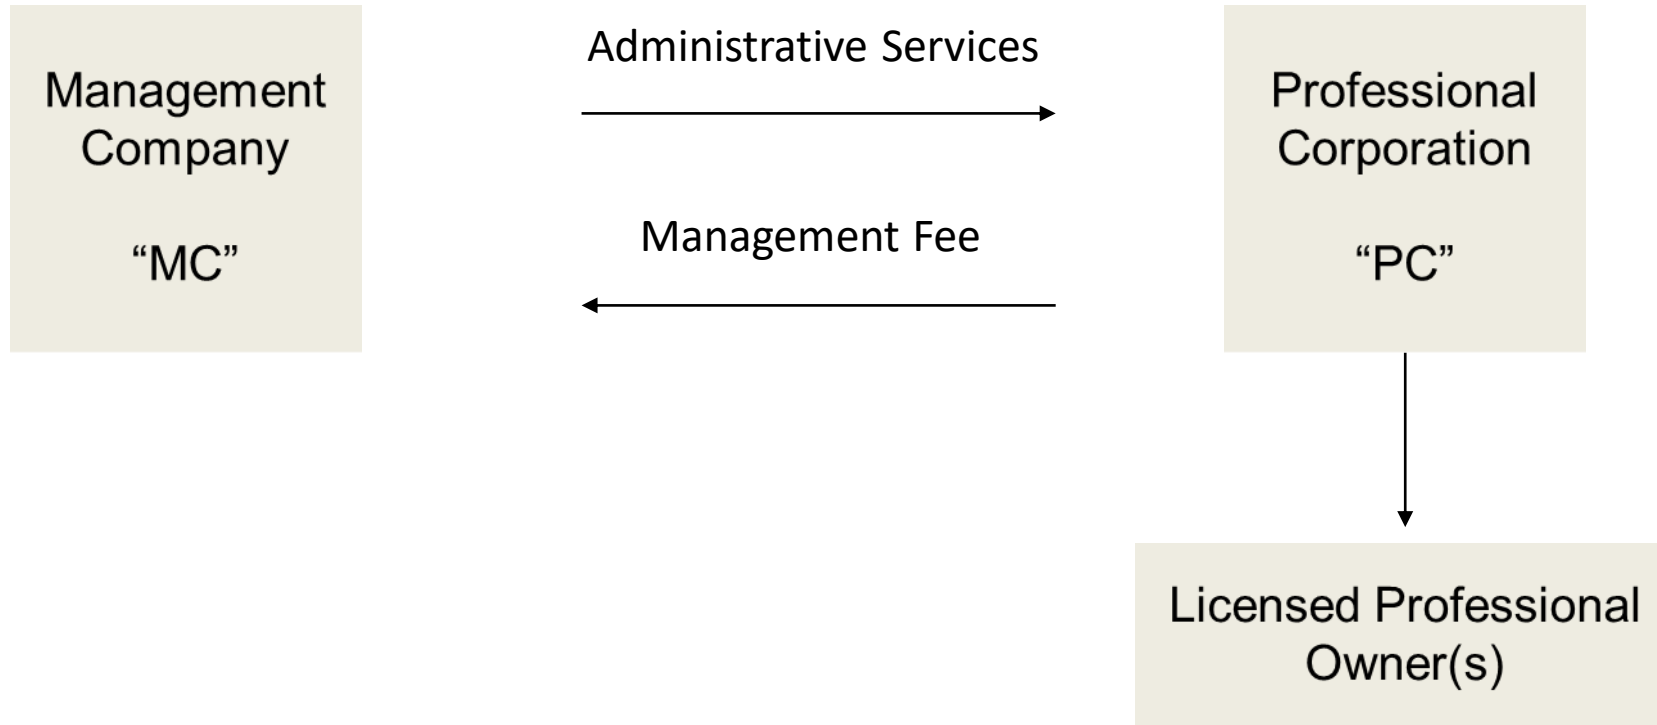 Management
Company
“MC”
Administrative Services
Management Fee
Professional
Corporation
“PC”
Licensed Professional
Owner(s)